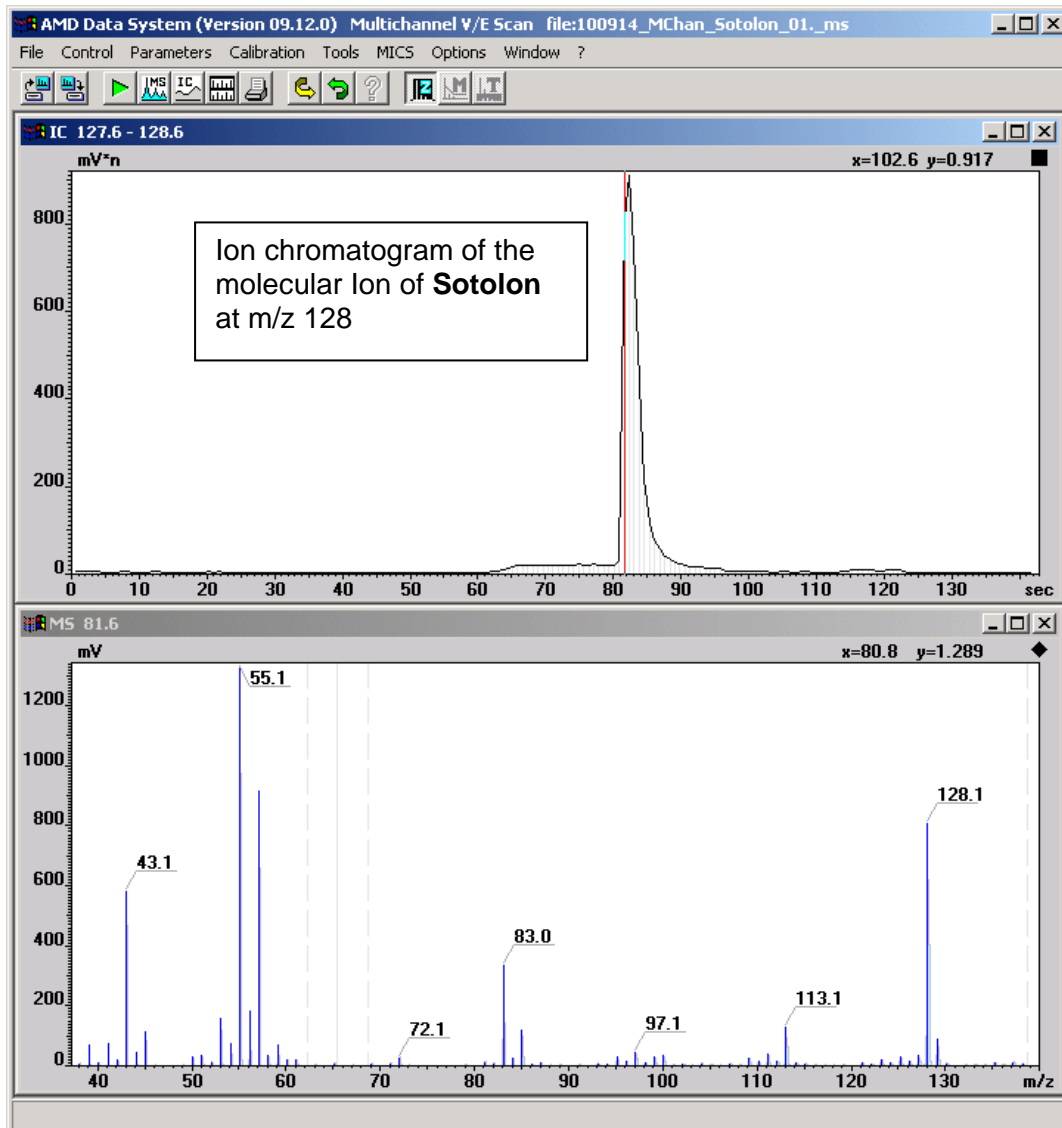 AMD Data System (Version 09.12.0) Multichannel V/E Scan file:100914_MChan_Sotolon_01._ms
File Control Parameters Calibration Tools MICS Options Window ?
MS IC
IC 127.6 - 128.6
mV*n x=102.6 y=0.917
800
600
400
200
0
Ion chromatogram of the
molecular Ion of Sotolon
at m/z 128
0 10 20 30 40 50 60 70 80 90 100 110 120 130 sec
MS 81.6
mV x=80.8 y=1.289
1200
1000
800
600
400
200
0
55.1
128.1
43.1
83.0
113.1
97.1
72.1
40 50 60 70 80 90 100 110 120 130 m/z